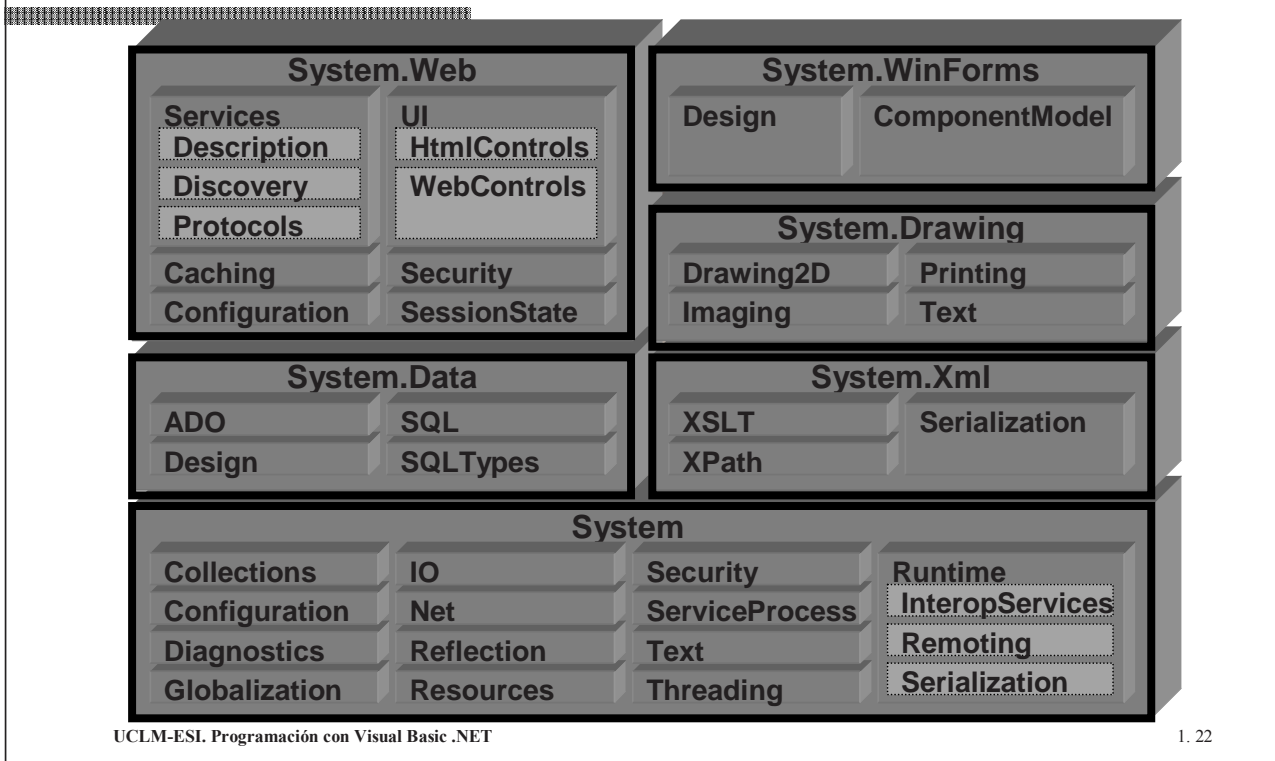 System.Web
Services
Description
Discovery
Protocols
UI
HtmlControls
WebControls
Caching
Security
Configuration
SessionState
System.WinForms
Design
ComponentModel
System.Drawing
Drawing2D
Printing
Imaging
Text
System.Data
ADO
SQL
Design
SQLTypes
System.Xml
XSLT
Serialization
XPath
System
Collections
Configuration
Diagnostics
Globalization
IO
Net
Reflection
Resources
Security
ServiceProcess
Text
Threading
Runtime
InteropServices
Remoting
Serialization
UCLM-ESI. Programación con Visual Basic .NET
1. 22